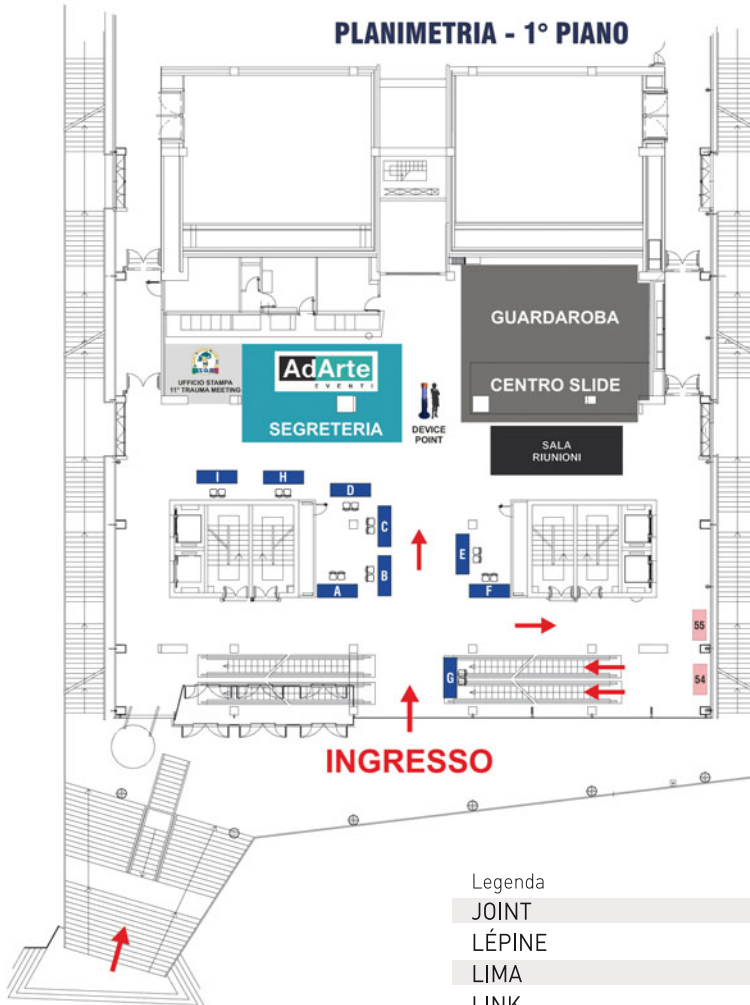 PLANIMETRIA - 1° PIANO
GUARDAROBA
CENTRO SLIDE
UFFICIO STAMPA
11° TRAUMA MEETING
AdArte
EVENTI
SEGRETERIA
DEVICE
POINT
SALA
RIUNIONI
I
H
D
C
B
A
E
F
G
55
54
INGRESSO
Legenda
JOINT
LÉPINE
LIMA
LINK